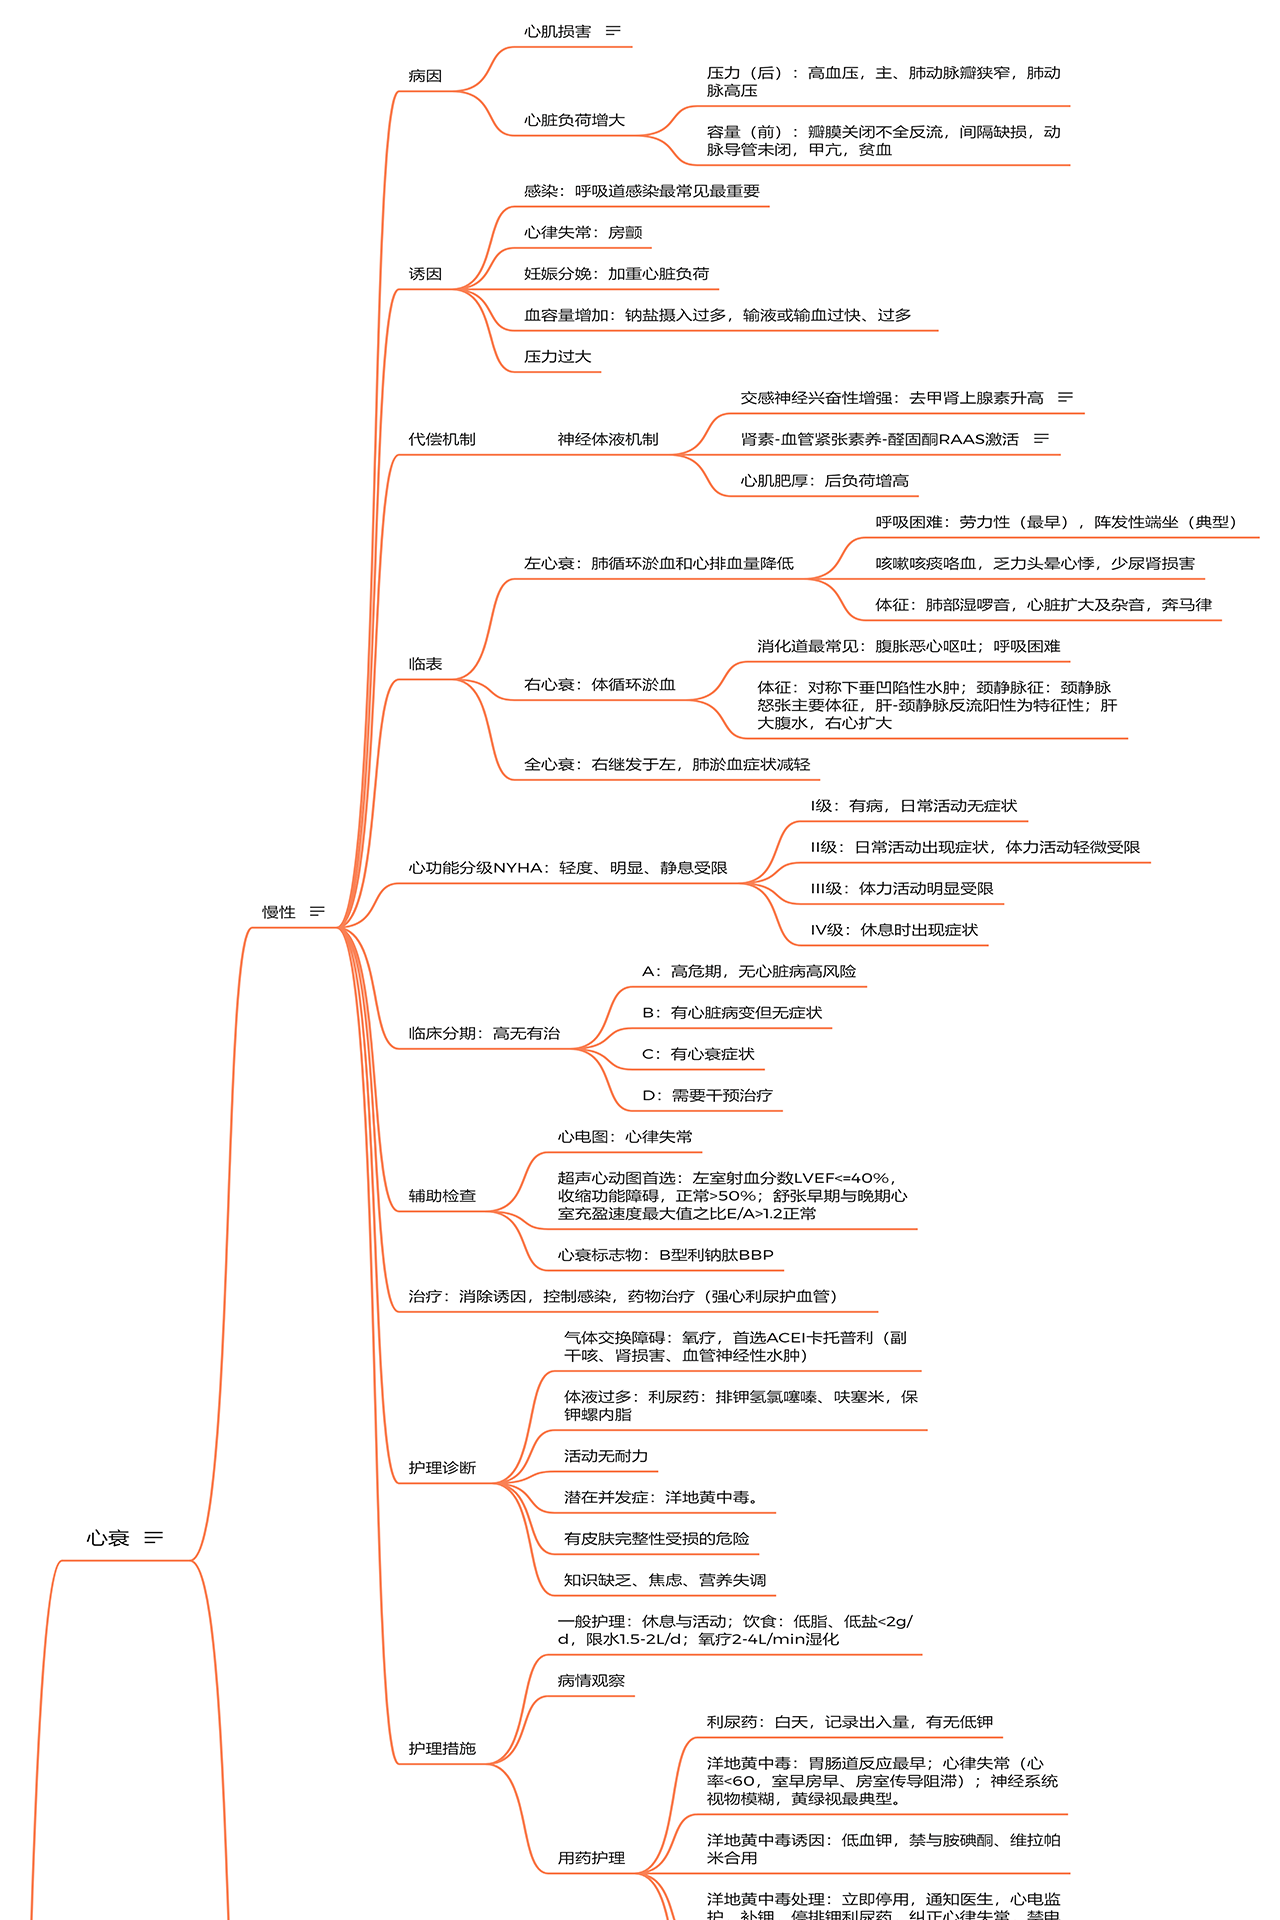 心肌损害
病因
压力（后）：高血压，主、肺动脉瓣狭窄，肺动
脉高压
心脏负荷增大
容量（前）：瓣膜关闭不全反流，间隔缺损，动
脉导管未闭，甲亢，贫血
感染：呼吸道感染最常见最重要
心律失常：房颤
诱因
妊娠分娩：加重心脏负荷
血容量增加：钠盐摄入过多，输液或输血过快、过多
压力过大
交感神经兴奋性增强：去甲肾上腺素升高
代偿机制
神经体液机制
肾素-血管紧张素养-醛固酮RAAS激活
心肌肥厚：后负荷增高
呼吸困难：劳力性（最早），阵发性端坐（典型）
左心衰：肺循环淤血和心排血量降低
咳嗽咳痰咯血，乏力头晕心悸，少尿肾损害
体征：肺部湿啰音，心脏扩大及杂音，奔马律
临表
消化道最常见：腹胀恶心呕吐；呼吸困难
右心衰：体循环淤血
体征：对称下垂凹陷性水肿；颈静脉征：颈静脉
怒张主要体征，肝-颈静脉反流阳性为特征性；肝
大腹水，右心扩大
全心衰：右继发于左，肺淤血症状减轻
I级：有病，日常活动无症状
II级：日常活动出现症状，体力活动轻微受限
心功能分级NYHA：轻度、明显、静息受限
III级：体力活动明显受限
IV级：休息时出现症状
慢性
A：高危期，无心脏病高风险
B：有心脏病变但无症状
临床分期：高无有治
C：有心衰症状
D：需要干预治疗
心电图：心律失常
辅助检查
超声心动图首选：左室射血分数LVEF<=40%，
收缩功能障碍，正常>50%；舒张早期与晚期心
室充盈速度最大值之比E/A>1.2正常
心衰标志物：B型利钠肽BBP
治疗：消除诱因，控制感染，药物治疗（强心利尿护血管）
气体交换障碍：氧疗，首选ACEI卡托普利（副
干咳、肾损害、血管神经性水肿）
体液过多：利尿药：排钾氢氯噻嗪、呋塞米，保
钾螺内脂
活动无耐力
护理诊断
潜在并发症：洋地黄中毒。
有皮肤完整性受损的危险
知识缺乏、焦虑、营养失调
心衰
一般护理：休息与活动；饮食：低脂、低盐<2g/
d，限水1.5-2L/d；氧疗2-4L/min湿化
病情观察
护理措施
利尿药：白天，记录出入量，有无低钾
洋地黄中毒：胃肠道反应最早；心律失常（心
率<60，室早房早、房室传导阻滞）；神经系统
视物模糊，黄绿视最典型。
用药护理
洋地黄中毒诱因：低血钾，禁与胺碘酮、维拉帕
米合用
洋地黄中毒处理：立即停用，通知医生，心电监
护，补钾，停排钾利尿药，纠正心律失常，禁电